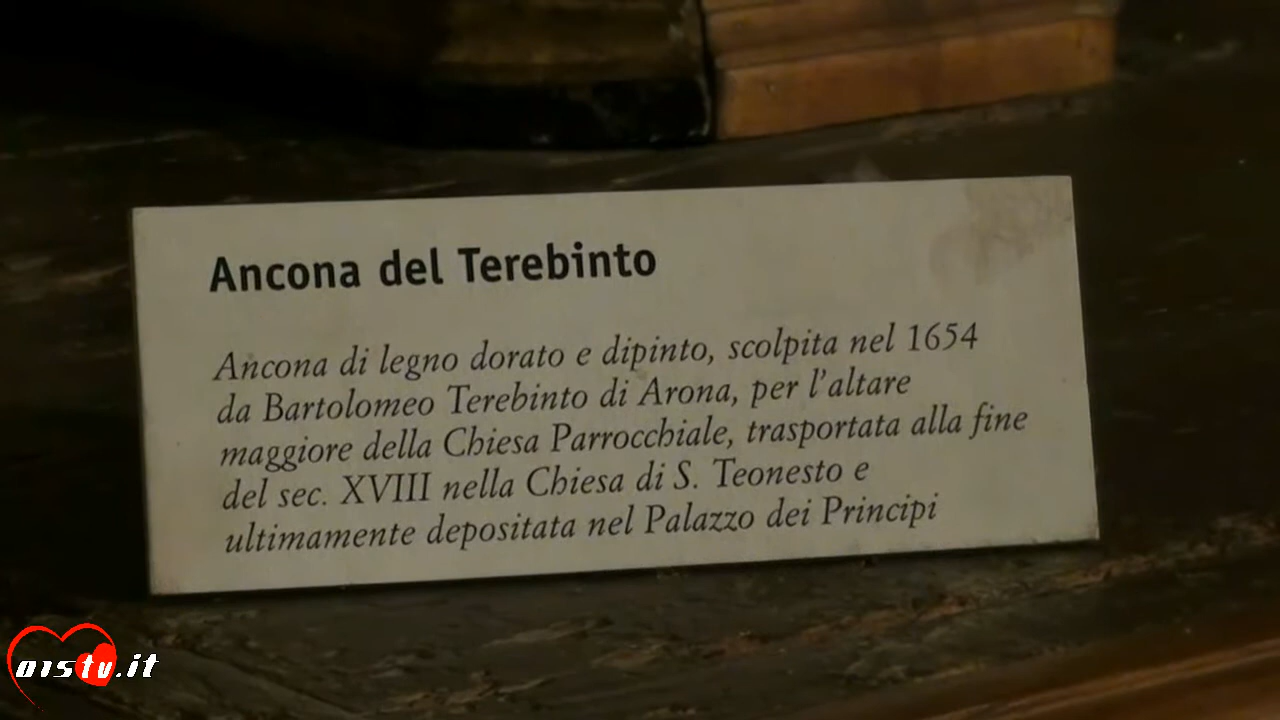 Ancona del Terebinto
Ancona di legno dorato e dipinto, scolpita nel 1654
da Bartolomeo Terebinto di Arona, per l'altare
maggiore della Chiesa Parrocchiale, trasportata alla fine
del sec. XVIII nella Chiesa di S. Teonesto e
ultimamente depositata nel Palazzo dei Principi